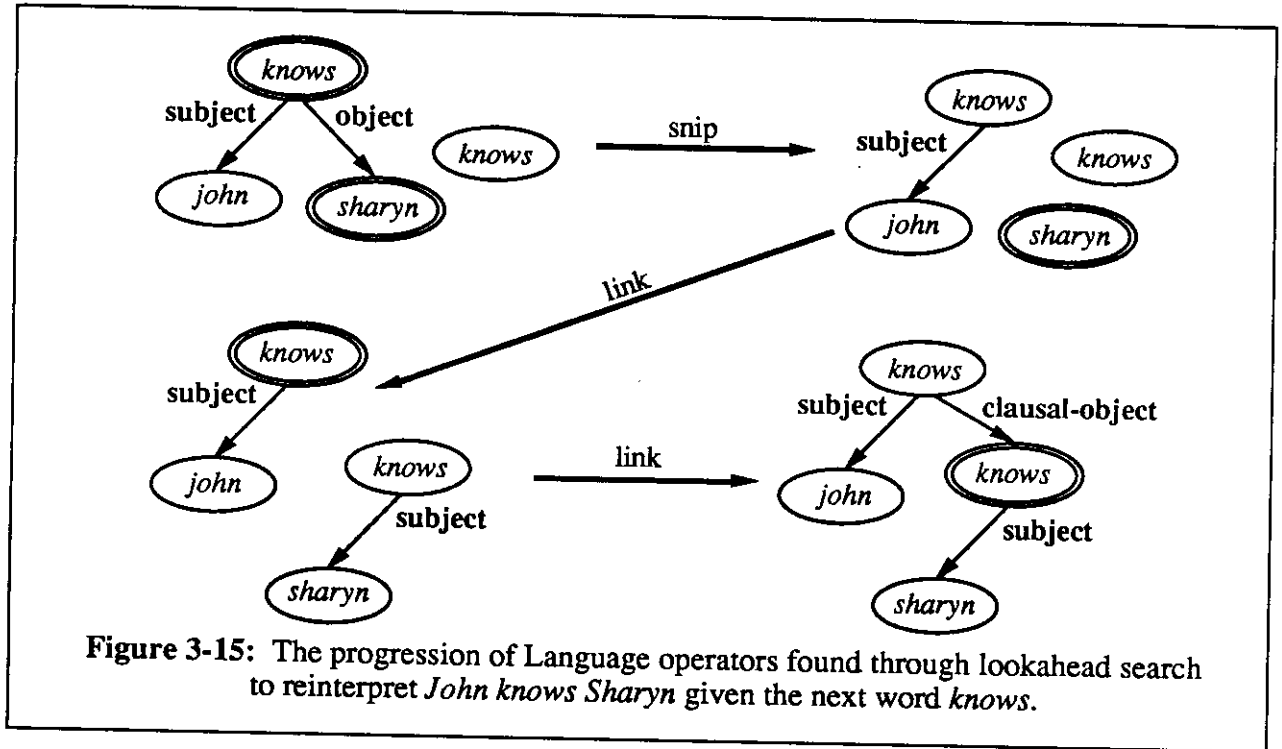 knows
subject
object
john
sharyn
knows
snip
knows
subject
knows
john
sharyn
link
knows
subject
john
knows
subject
sharyn
link
knows
subject
clausal-object
john
knows
subject
sharyn
Figure 3-15: The progression of Language operators found through lookahead search
to reinterpret John knows Sharyn given the next word knows.